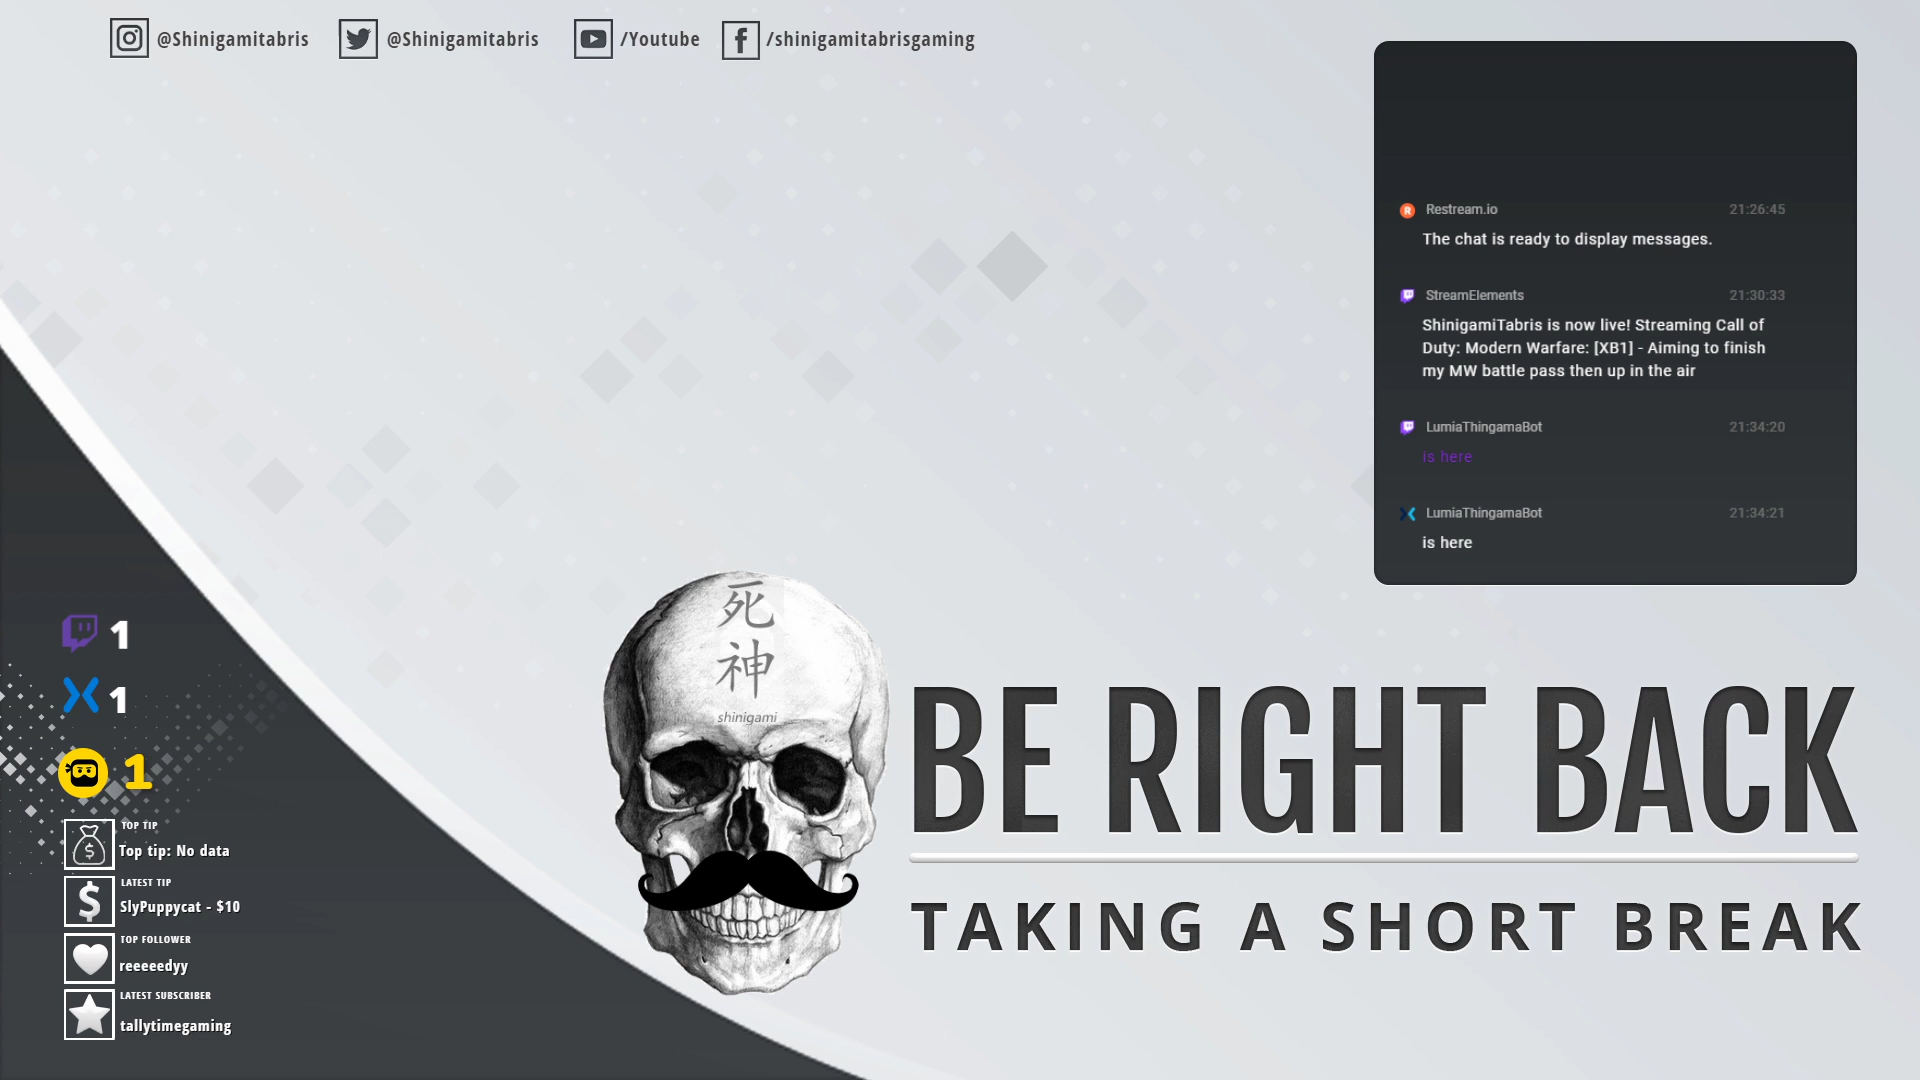 @Shinigamitabris
@Shinigamitabris
/Youtube
/shinigamitabrisgaming
Restream.io 21:26:45
The chat is ready to display messages.
StreamElements 21:30:33
ShinigamiTabris is now live! Streaming Call of
Duty: Modern Warfare: [XB1] - Aiming to finish
my MW battle pass then up in the air
LumiaThingamaBot 21:34:20
is here
LumiaThingamaBot 21:34:21
is here
死
神
shinigami
BE RIGHT BACK
TAKING A SHORT BREAK
1
1
1
TOP TIP
Top tip: No data
LATEST TIP
SlyPuppycat - $10
TOP FOLLOWER
reeeeedyy
LATEST SUBSCRIBER
tallytimegaming